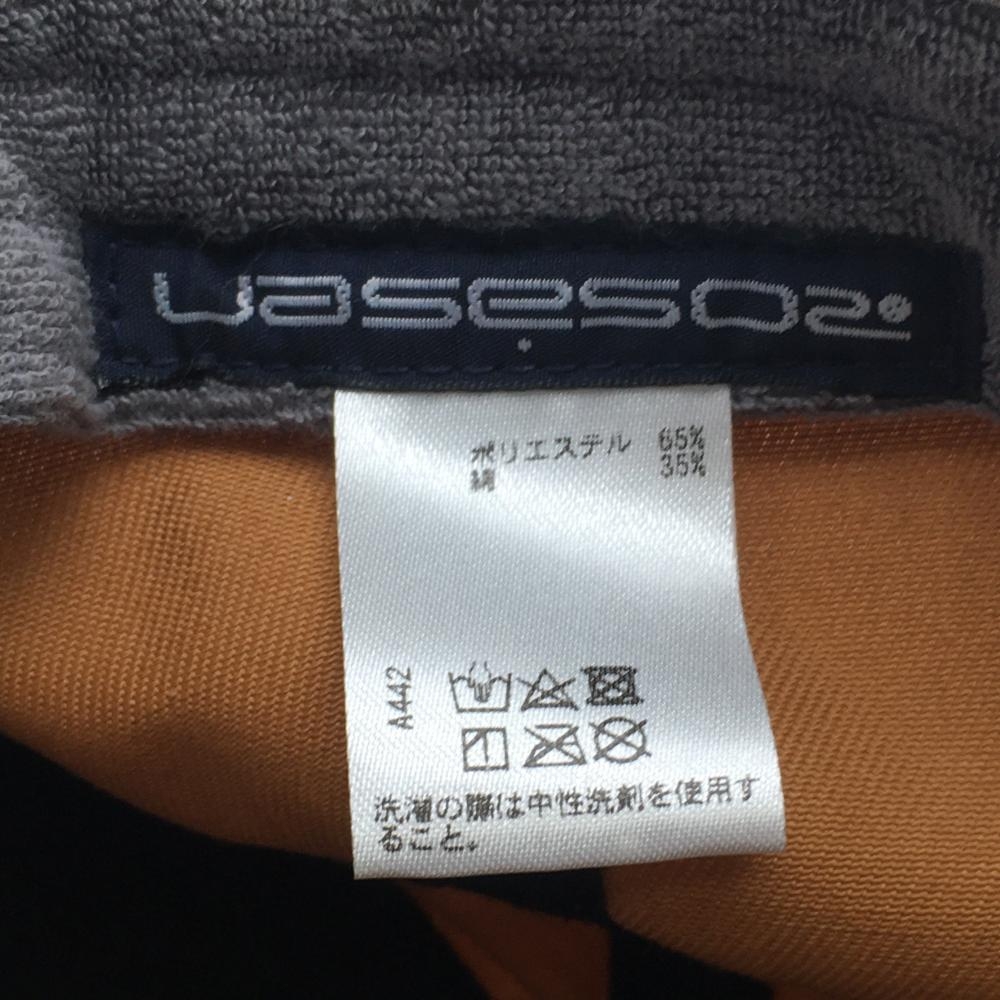 uasesoz
ポリエステル 65%
綿 35%
A442
洗濯の際は中性洗剤を使用す
ること。